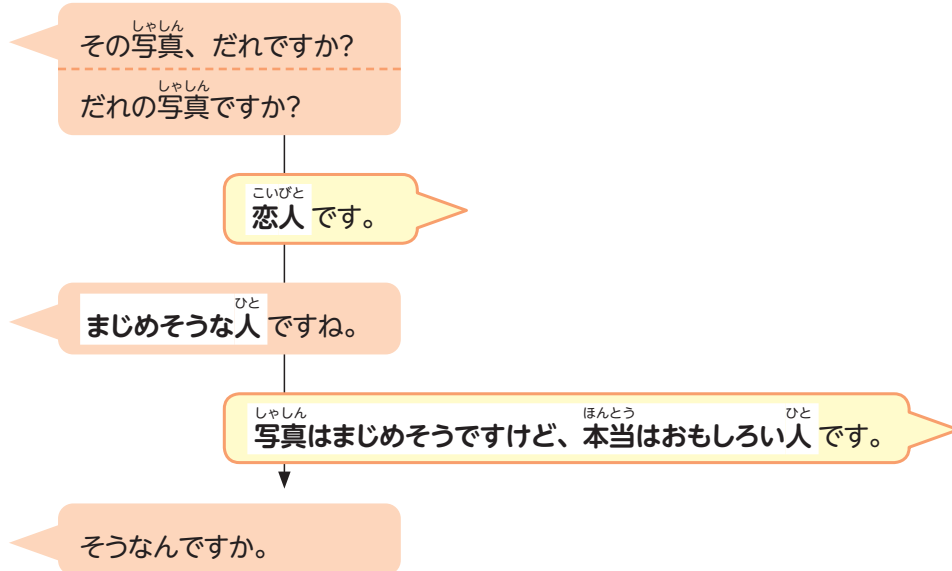 その写真、だれですか?
だれの写真ですか?
恋人です。
まじめそうな人ですね。
写真はまじめそうですけど、本当はおもしろい人です。
そうなんですか。